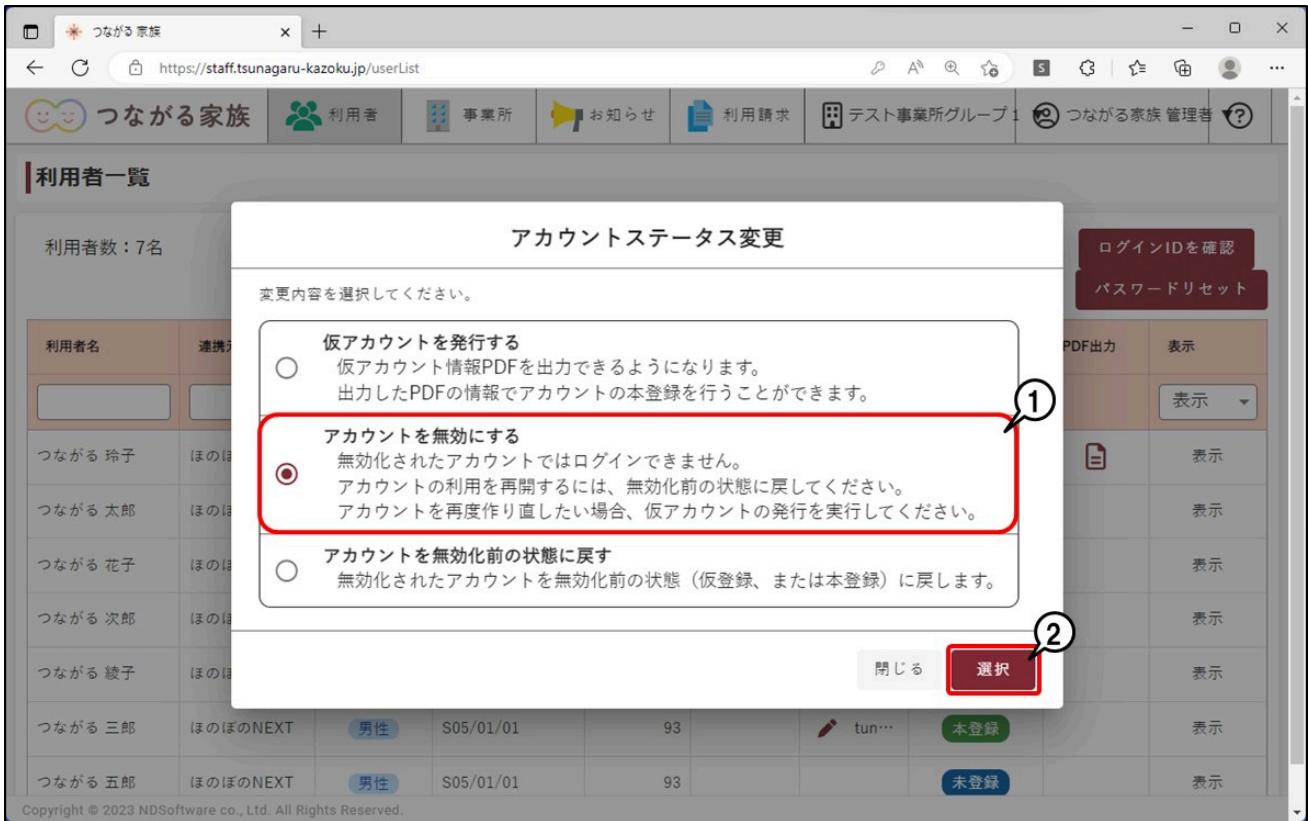 つながる 家族
https://staff.tsunagaru-kazoku.jp/userList
つながる家族 利用者 事業所 お知らせ 利用請求 テスト事業所グループ1 つながる家族 管理者
利用者一覧
利用者数：7名
ログインIDを確認
パスワードリセット
アカウントステータス変更
変更内容を選択してください。
仮アカウントを発行する
仮アカウント情報PDFを出力できるようになります。
出力したPDFの情報でアカウントの本登録を行うことができます。
1
アカウントを無効にする
無効化されたアカウントではログインできません。
アカウントの利用を再開するには、無効化前の状態に戻してください。
アカウントを再度作り直したい場合、仮アカウントの発行を実行してください。
アカウントを無効化前の状態に戻す
無効化されたアカウントを無効化前の状態（仮登録、または本登録）に戻します。
2
閉じる 選択
利用者名 連携 PDF出力 表示
表示
つながる 玲子 ほのぼ 表示
つながる 太郎 ほのぼ 表示
つながる 花子 ほのぼ 表示
つながる 次郎 ほのぼ 表示
つながる 綾子 ほのぼ 表示
つながる 三郎 ほのぼのNEXT 男性 S05/01/01 93 tun… 本登録 表示
つながる 五郎 ほのぼのNEXT 男性 S05/01/01 93 未登録 表示
Copyright © 2023 NDSoftware co., Ltd. All Rights Reserved.